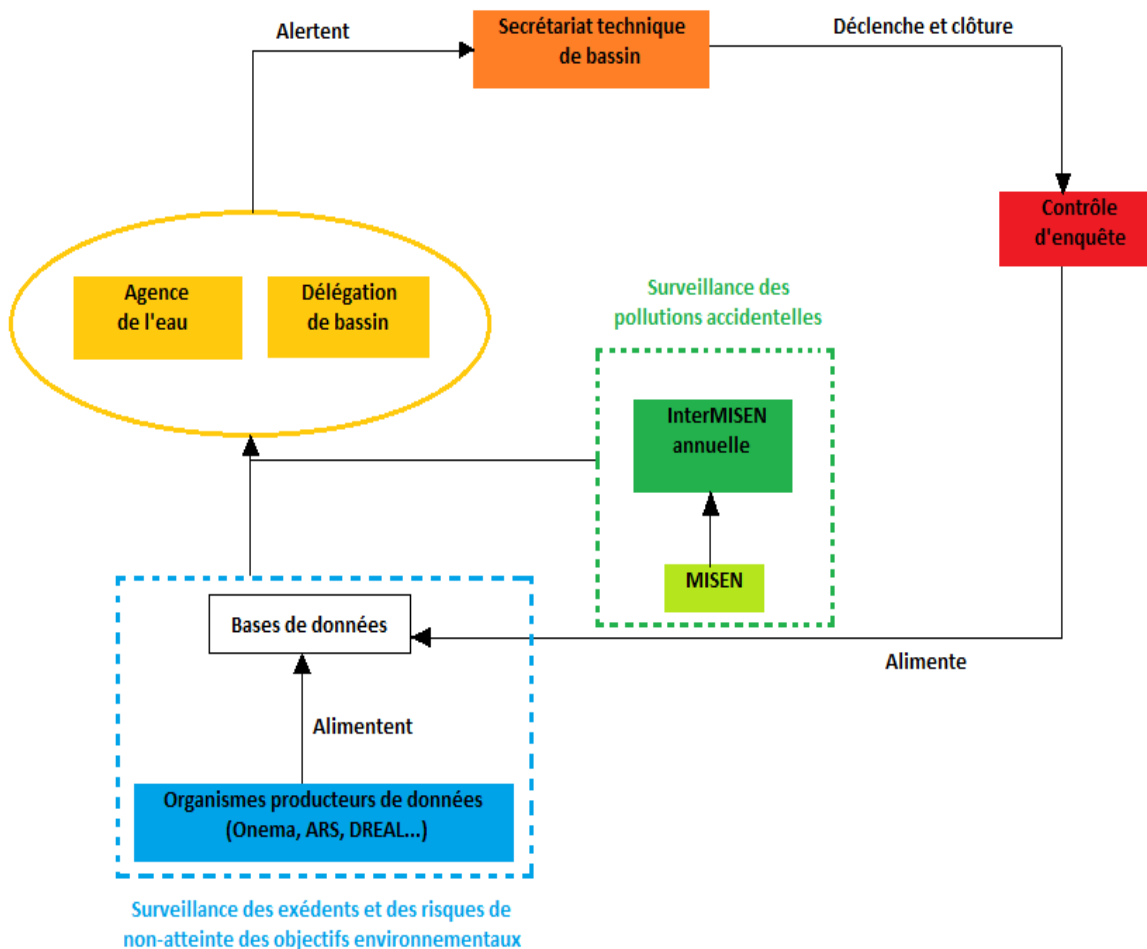 Alertent
Secrétariat technique
de bassin
Déclenche et clôture
Contrôle
d'enquête
Agence
de l'eau
Délégation
de bassin
Surveillance des
pollutions accidentelles
InterMISEN
annuelle
MISEN
Bases de données
Alimente
Alimentent
Organismes producteurs de données
(Onema, ARS, DREAL...)
Surveillance des exédents et des risques de
non-atteinte des objectifs environnementaux